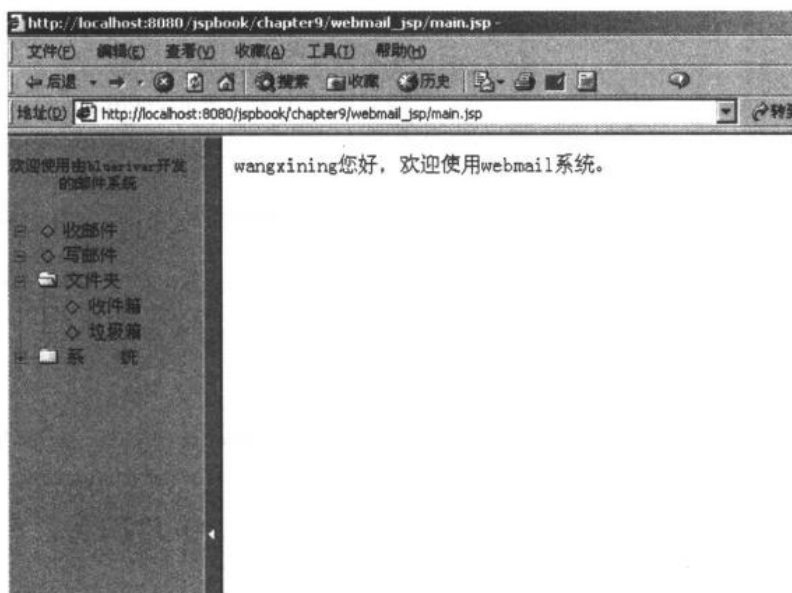 http://localhost:8080/jspbook/chapter9/webmail_jsp/main.jsp -
文件(F) 编辑(E) 查看(V) 收藏(A) 工具(T) 帮助(H)
后退 搜索 收藏 历史
地址(D) http://localhost:8080/jspbook/chapter9/webmail_jsp/main.jsp 转到
欢迎使用由blueriver开发
的邮件系统
wangxining您好，欢迎使用webmail系统。
收邮件
写邮件
文件夹
收件箱
垃圾箱
系 统